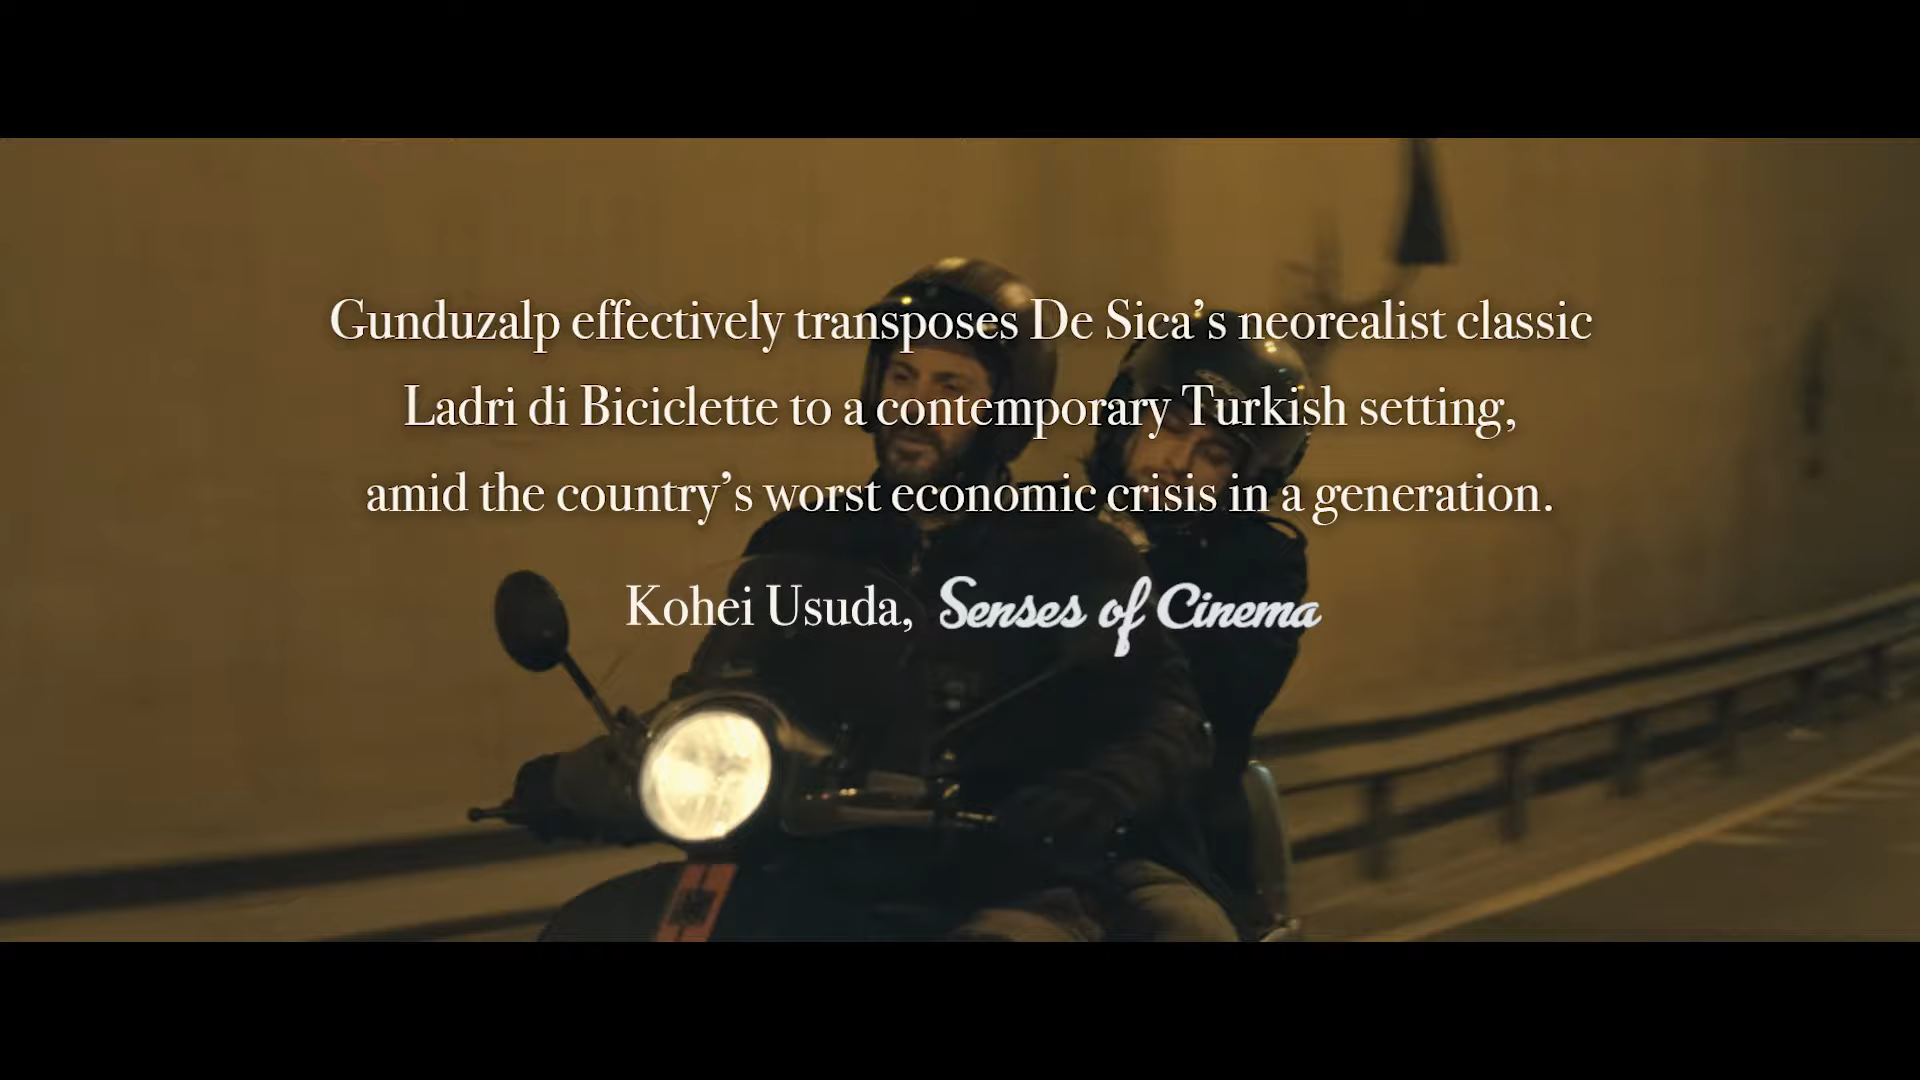 Gunduzalp effectively transposes De Sica’s neorealist classic
Ladri di Biciclette to a contemporary Turkish setting,
amid the country’s worst economic crisis in a generation.
Kohei Usuda, Senses of Cinema